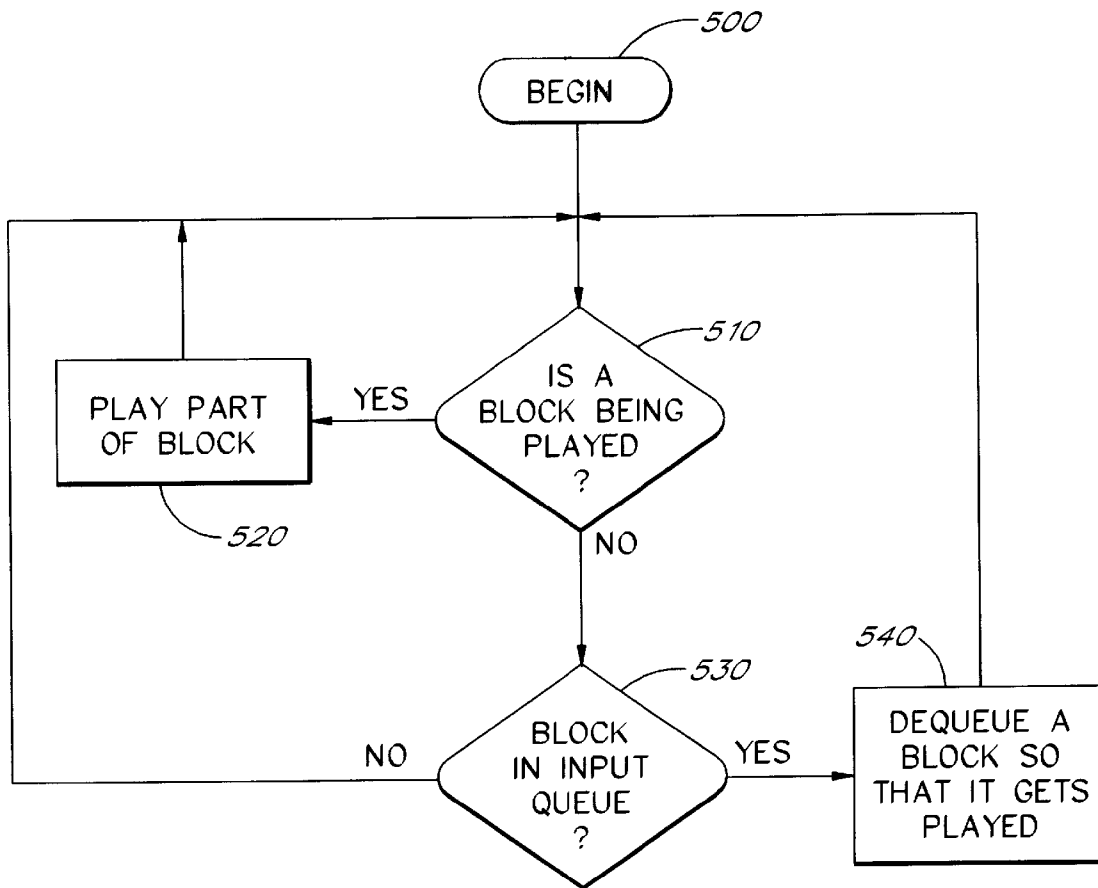 500
BEGIN
510
IS A
BLOCK BEING
PLAYED
?
YES
PLAY PART
OF BLOCK
520
NO
530
BLOCK
IN INPUT
QUEUE
?
NO
YES
540
DEQUEUE A
BLOCK SO
THAT IT GETS
PLAYED